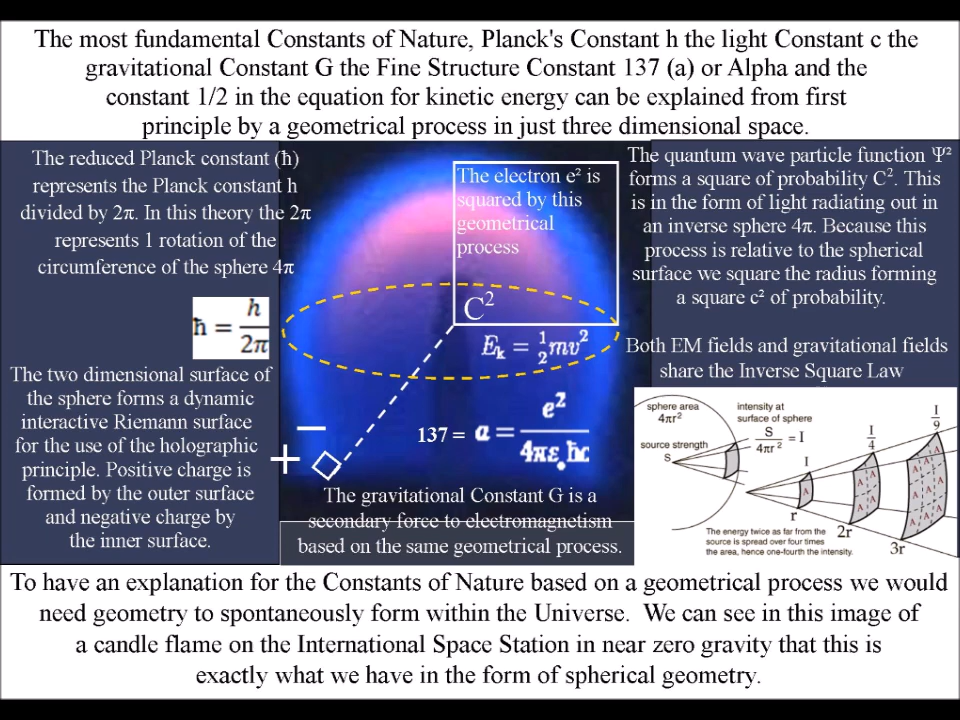 The most fundamental Constants of Nature, Planck's Constant h the light Constant c the
gravitational Constant G the Fine Structure Constant 137 (a) or Alpha and the
constant 1/2 in the equation for kinetic energy can be explained from first
principle by a geometrical process in just three dimensional space.
The reduced Planck constant (ħ)
represents the Planck constant h
divided by 2π. In this theory the 2π
represents 1 rotation of the
circumference of the sphere 4π
ħ = h/2π
The two dimensional surface of
the sphere forms a dynamic
interactive Riemann surface
for the use of the holographic
principle. Positive charge is
formed by the outer surface
and negative charge by
the inner surface.
The electron e² is
squared by this
geometrical
process
C²
Eₖ = ½mv²
137 = a = e²/4πε₀ħc
+ −
The gravitational Constant G is a
secondary force to electromagnetism
based on the same geometrical process.
The quantum wave particle function Ψ²
forms a square of probability C². This
is in the form of light radiating out in
an inverse sphere 4π. Because this
process is relative to the spherical
surface we square the radius forming
a square c² of probability.
Both EM fields and gravitational fields
share the Inverse Square Law
sphere area
4πr²
source strength
S
intensity at
surface of sphere
S/4πr² = I
I
I/4
I/9
A
A A A A
A A A A A A A A A
r
2r
3r
The energy twice as far from the
source is spread over four times
the area, hence one-fourth the intensity.
To have an explanation for the Constants of Nature based on a geometrical process we would
need geometry to spontaneously form within the Universe. We can see in this image of
a candle flame on the International Space Station in near zero gravity that this is
exactly what we have in the form of spherical geometry.